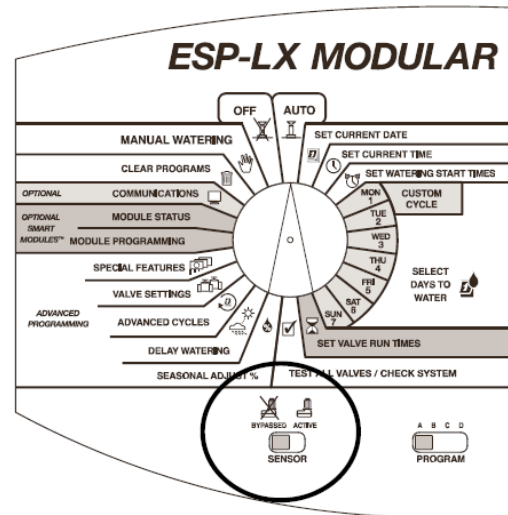 ESP-LX MODULAR
OFF
AUTO
MANUAL WATERING
CLEAR PROGRAMS
OPTIONAL
COMMUNICATIONS
OPTIONAL
SMART
MODULES™
MODULE STATUS
MODULE PROGRAMMING
SPECIAL FEATURES
VALVE SETTINGS
ADVANCED
PROGRAMMING
ADVANCED CYCLES
DELAY WATERING
SEASONAL ADJUST %
SET CURRENT DATE
SET CURRENT TIME
SET WATERING START TIMES
CUSTOM
CYCLE
MON
1
TUE
2
WED
3
THU
4
FRI
5
SAT
6
SUN
7
SELECT
DAYS TO
WATER
SET VALVE RUN TIMES
TEST ALL VALVES / CHECK SYSTEM
BYPASSED ACTIVE
SENSOR
A B C D
PROGRAM